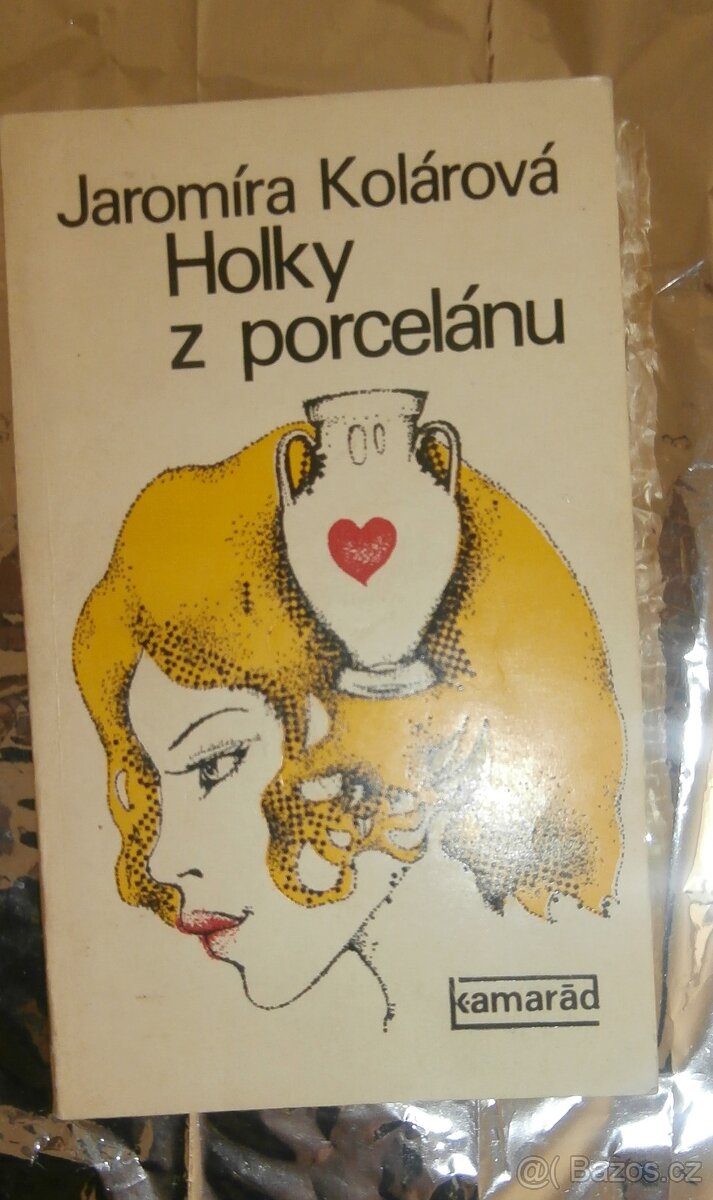 Jaromíra Kolárová
Holky
z porcelánu
kamarád
@( Bazos.cz